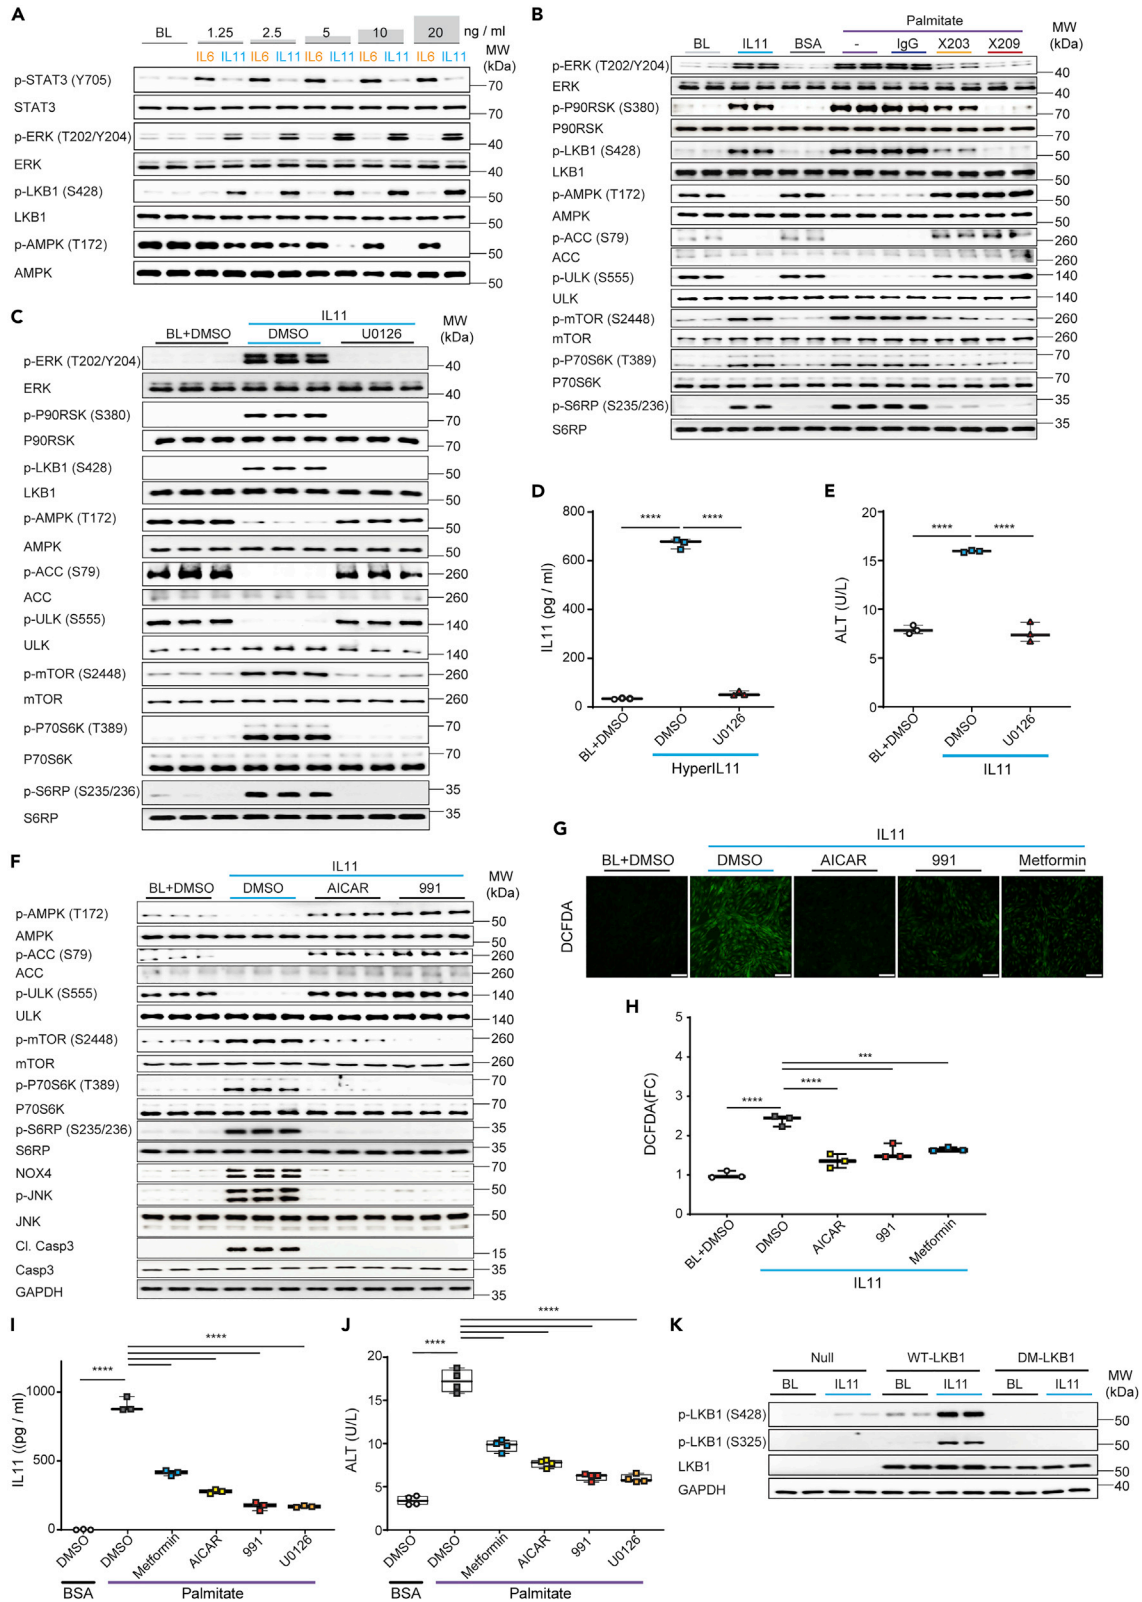 A
BL 1.25 2.5 5 10 20 ng / ml
IL6 IL11 IL6 IL11 IL6 IL11 IL6 IL11 IL6 IL11
MW
(kDa)
p-STAT3 (Y705) 70
STAT3 70
p-ERK (T202/Y204) 40
ERK 40
p-LKB1 (S428) 50
LKB1 50
p-AMPK (T172) 50
AMPK 50
B
Palmitate
BL IL11 BSA - IgG X203 X209
MW
(kDa)
p-ERK (T202/Y204) 40
ERK 40
p-P90RSK (S380) 70
P90RSK 70
p-LKB1 (S428) 50
LKB1 50
p-AMPK (T172) 50
AMPK 50
p-ACC (S79) 260
ACC 260
p-ULK (S555) 140
ULK 140
p-mTOR (S2448) 260
mTOR 260
p-P70S6K (T389) 70
P70S6K 70
p-S6RP (S235/236) 35
S6RP 35
C
IL11
BL+DMSO DMSO U0126
MW
(kDa)
p-ERK (T202/Y204) 40
ERK 40
p-P90RSK (S380) 70
P90RSK 70
p-LKB1 (S428) 50
LKB1 50
p-AMPK (T172) 50
AMPK 50
p-ACC (S79) 260
ACC 260
p-ULK (S555) 140
ULK 140
p-mTOR (S2448) 260
mTOR 260
p-P70S6K (T389) 70
P70S6K 70
p-S6RP (S235/236) 35
S6RP 35
D
IL11 (pg / ml)
800
600
400
200
0
**** ****
BL+DMSO DMSO U0126
HyperIL11
E
ALT (U/L)
20
15
10
5
0
**** ****
BL+DMSO DMSO U0126
IL11
F
IL11
BL+DMSO DMSO AICAR 991
MW
(kDa)
p-AMPK (T172) 50
AMPK 50
p-ACC (S79) 260
ACC 260
p-ULK (S555) 140
ULK 140
p-mTOR (S2448) 260
mTOR 260
p-P70S6K (T389) 70
P70S6K 70
p-S6RP (S235/236) 35
S6RP 35
NOX4 70
p-JNK 50
JNK 50
Cl. Casp3 15
Casp3 35
GAPDH 35
G
IL11
BL+DMSO DMSO AICAR 991 Metformin
DCFDA
H
DCFDA(FC)
5
4
3
2
1
0
***
****
****
BL+DMSO DMSO AICAR 991 Metformin
IL11
I
IL11 ((pg / ml)
1000
500
0
****
****
DMSO DMSO Metformin AICAR 991 U0126
BSA Palmitate
J
ALT (U/L)
20
15
10
5
0
****
****
DMSO DMSO Metformin AICAR 991 U0126
BSA Palmitate
K
Null WT-LKB1 DM-LKB1
BL IL11 BL IL11 BL IL11
MW
(kDa)
p-LKB1 (S428) 50
p-LKB1 (S325) 50
LKB1 50
GAPDH 40